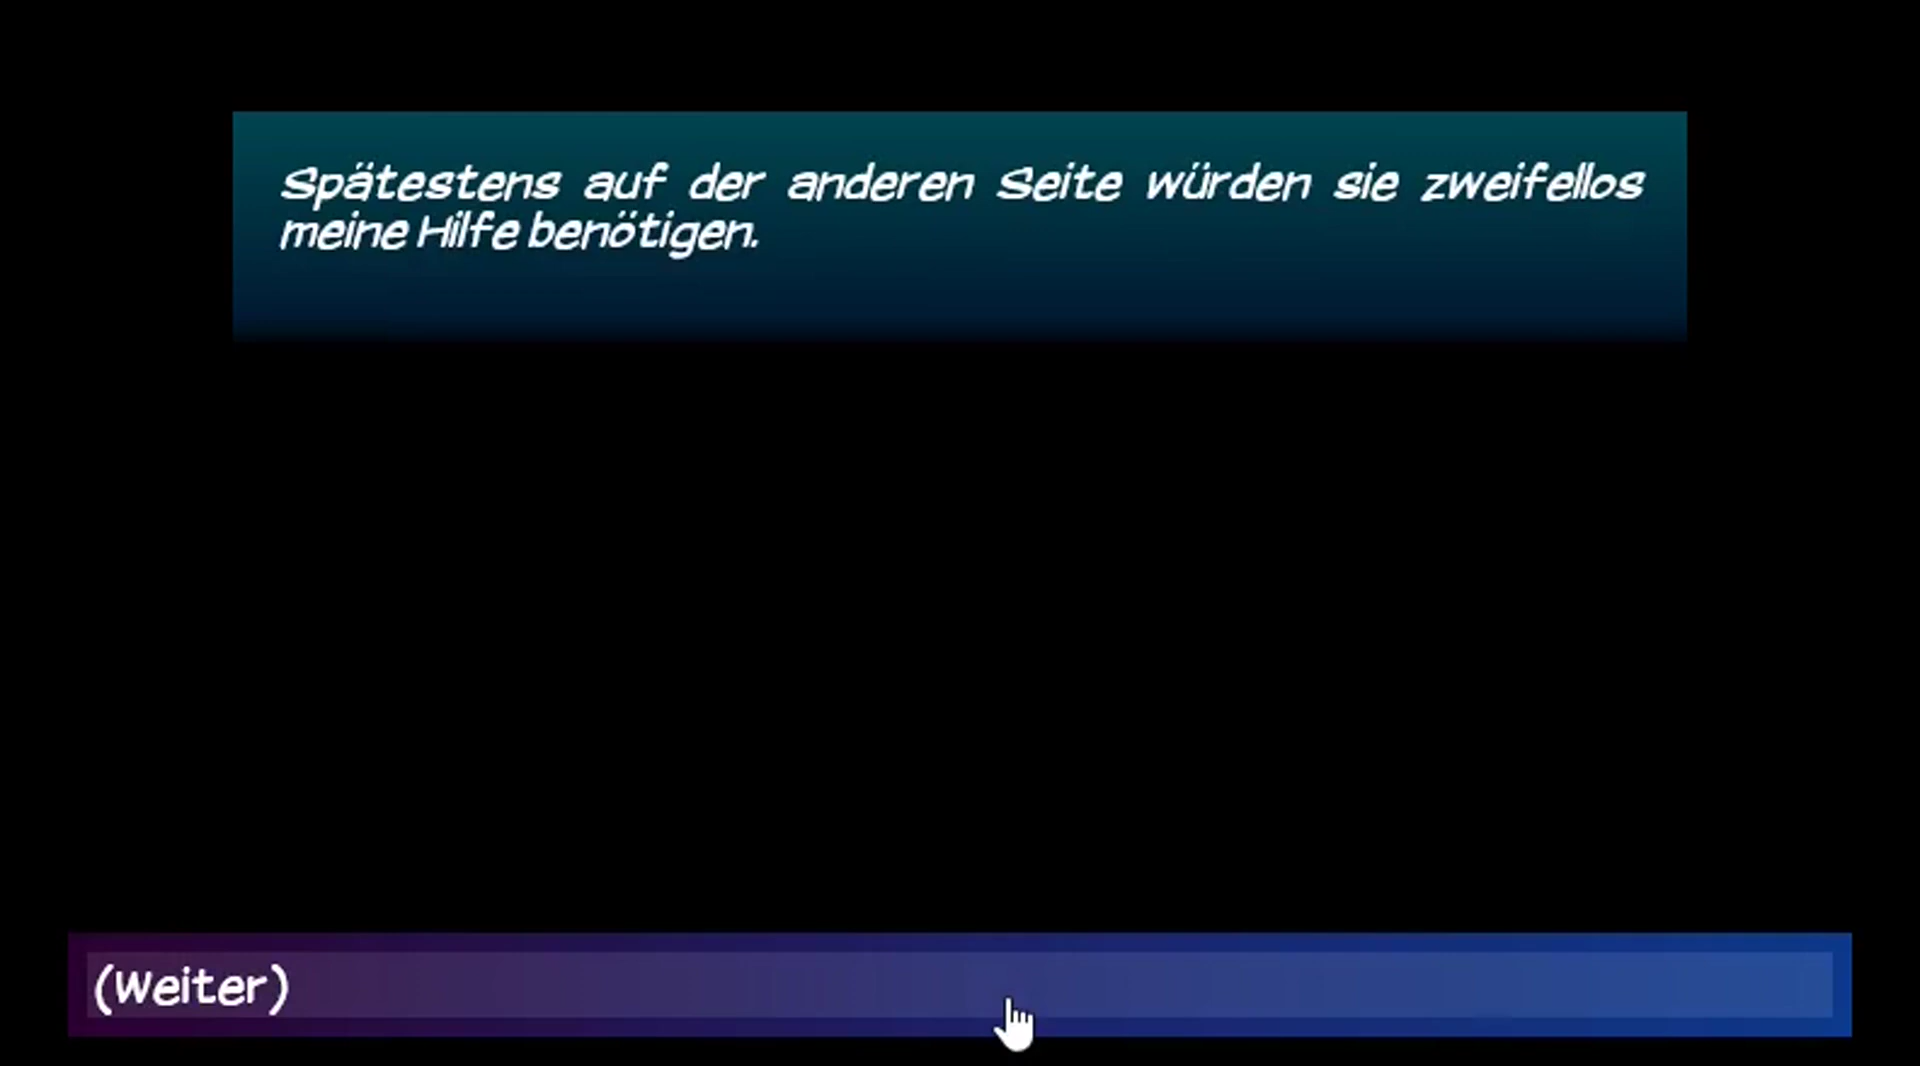 Spätestens auf der anderen Seite würden sie zweifellos
meine Hilfe benötigen.
(Weiter)